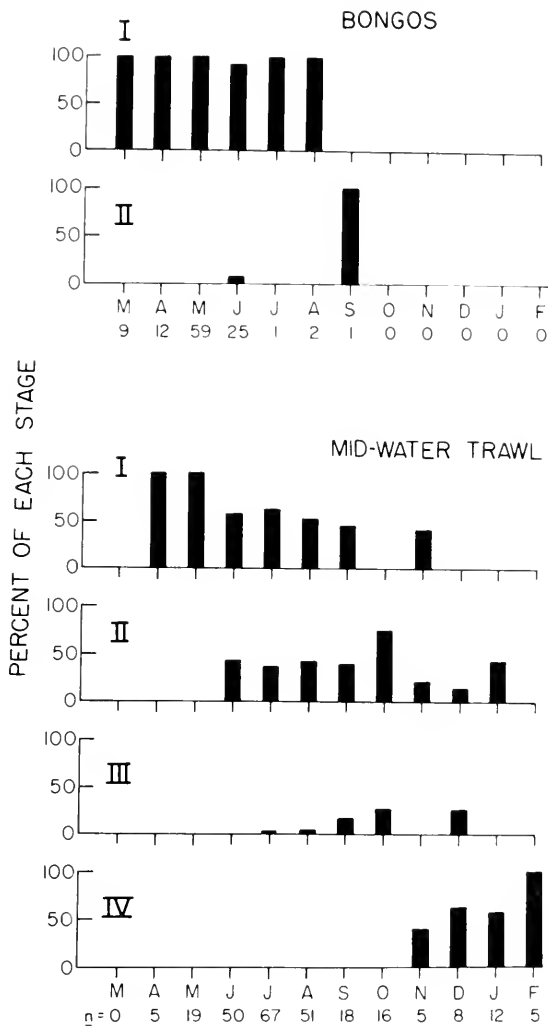 BONGOS
I
100
50
0
II
100
50
0
M A M J J A S O N D J F
9 12 59 25 1 2 1 0 0 0 0 0
PERCENT OF EACH STAGE
MID-WATER TRAWL
I
100
50
0
II
100
50
0
III
100
50
0
IV
100
50
0
M A M J J A S O N D J F
n = 0 5 19 50 67 51 18 16 5 8 12 5